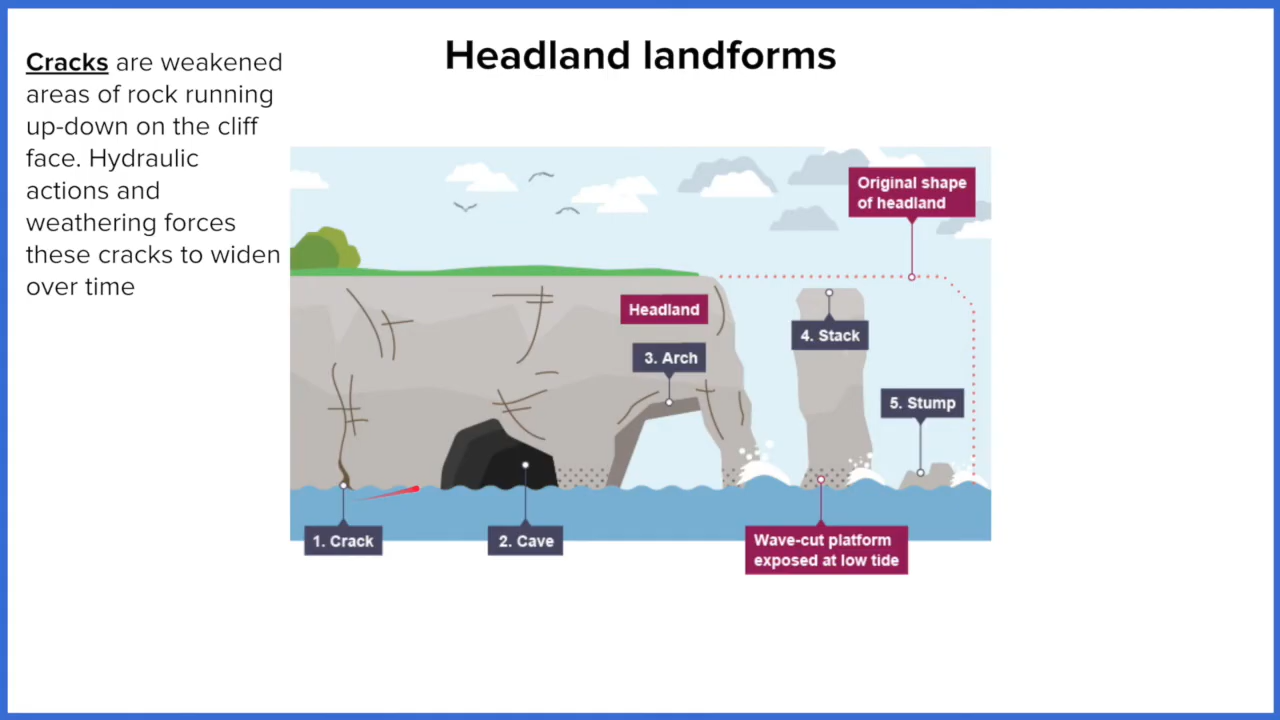 Headland landforms
Cracks are weakened
areas of rock running
up-down on the cliff
face. Hydraulic
actions and
weathering forces
these cracks to widen
over time
Original shape
of headland
Headland
4. Stack
3. Arch
5. Stump
1. Crack
2. Cave
Wave-cut platform
exposed at low tide